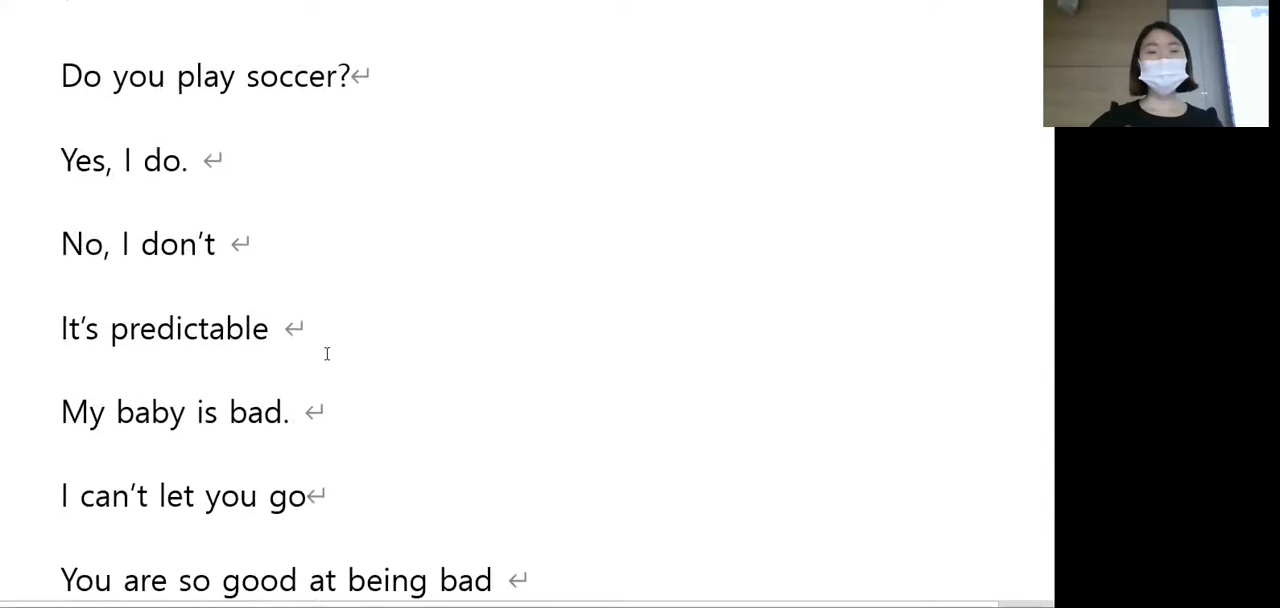 Do you play soccer?
Yes, I do.
No, I don't
It's predictable
My baby is bad.
I can't let you go
You are so good at being bad